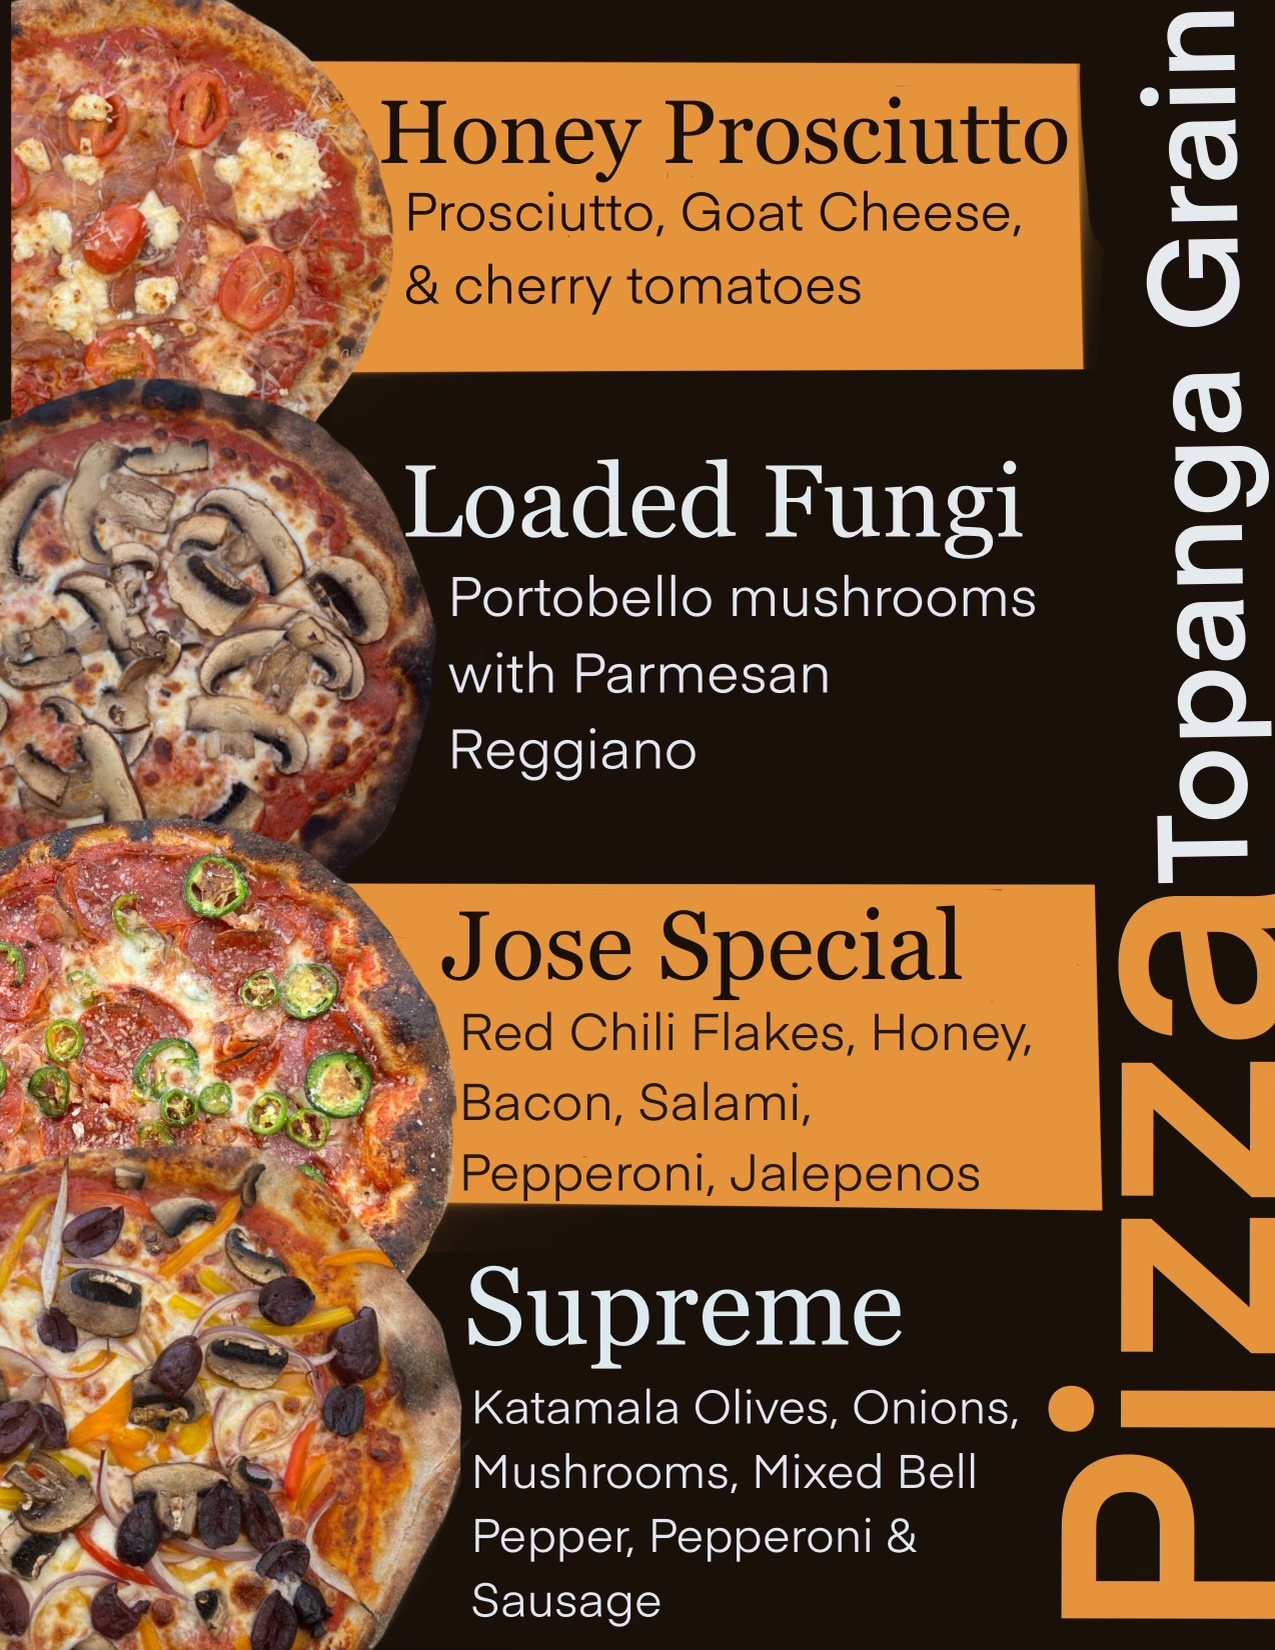 Honey Prosciutto
Prosciutto, Goat Cheese,
& cherry tomatoes
Loaded Fungi
Portobello mushrooms
with Parmesan
Reggiano
Jose Special
Red Chili Flakes, Honey,
Bacon, Salami,
Pepperoni, Jalepenos
Supreme
Katamala Olives, Onions,
Mushrooms, Mixed Bell
Pepper, Pepperoni &
Sausage
Pizza Topanga Grain